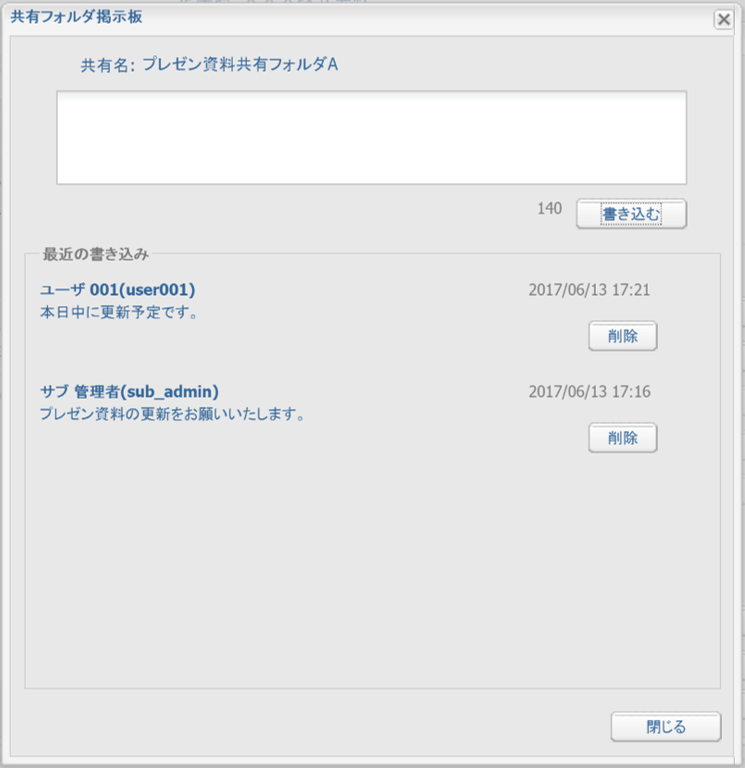 共有フォルダ掲示板
共有名: プレゼン資料共有フォルダA
140 書き込む
最近の書き込み
ユーザ 001(user001) 2017/06/13 17:21
本日中に更新予定です。
削除
サブ 管理者(sub_admin) 2017/06/13 17:16
プレゼン資料の更新をお願いいたします。
削除
閉じる